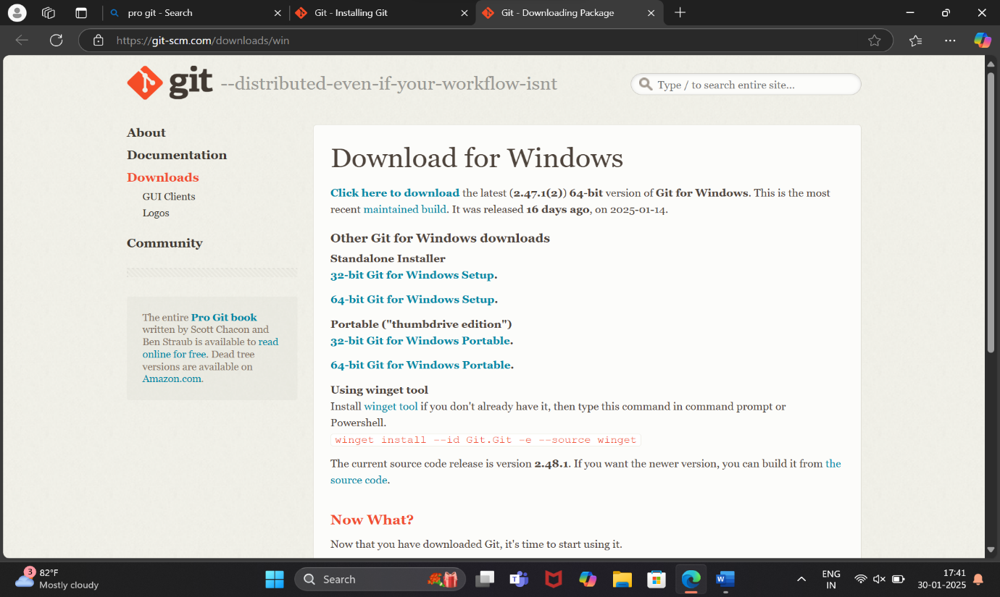 pro git - Search
Git - Installing Git
Git - Downloading Package
https://git-scm.com/downloads/win
git --distributed-even-if-your-workflow-isnt
Type / to search entire site...
About
Documentation
Downloads
GUI Clients
Logos
Community
The entire Pro Git book
written by Scott Chacon and
Ben Straub is available to read
online for free. Dead tree
versions are available on
Amazon.com.
Download for Windows
Click here to download the latest (2.47.1(2)) 64-bit version of Git for Windows. This is the most
recent maintained build. It was released 16 days ago, on 2025-01-14.
Other Git for Windows downloads
Standalone Installer
32-bit Git for Windows Setup.
64-bit Git for Windows Setup.
Portable ("thumbdrive edition")
32-bit Git for Windows Portable.
64-bit Git for Windows Portable.
Using winget tool
Install winget tool if you don't already have it, then type this command in command prompt or
Powershell.
winget install --id Git.Git -e --source winget
The current source code release is version 2.48.1. If you want the newer version, you can build it from the
source code.
Now What?
Now that you have downloaded Git, it's time to start using it.
3
82°F
Mostly cloudy
Search
T
W
ENG
IN
17:41
30-01-2025